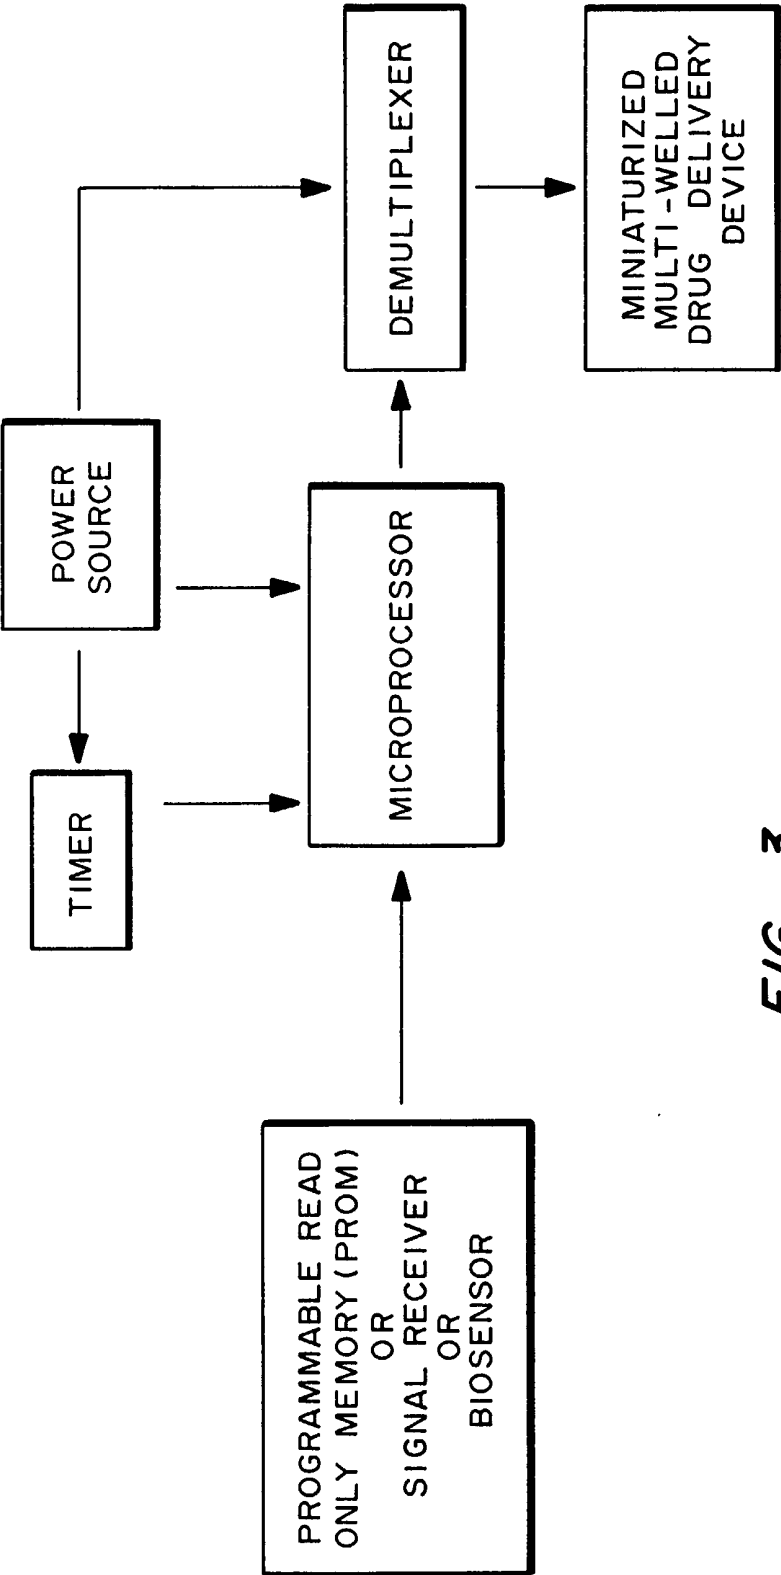 POWER
SOURCE
TIMER
DEMULTIPLEXER
MICROPROCESSOR
PROGRAMMABLE READ
ONLY MEMORY (PROM)
OR
SIGNAL RECEIVER
OR
BIOSENSOR
MINIATURIZED
MULTI-WELLED
DRUG DELIVERY
DEVICE
FIG. 3